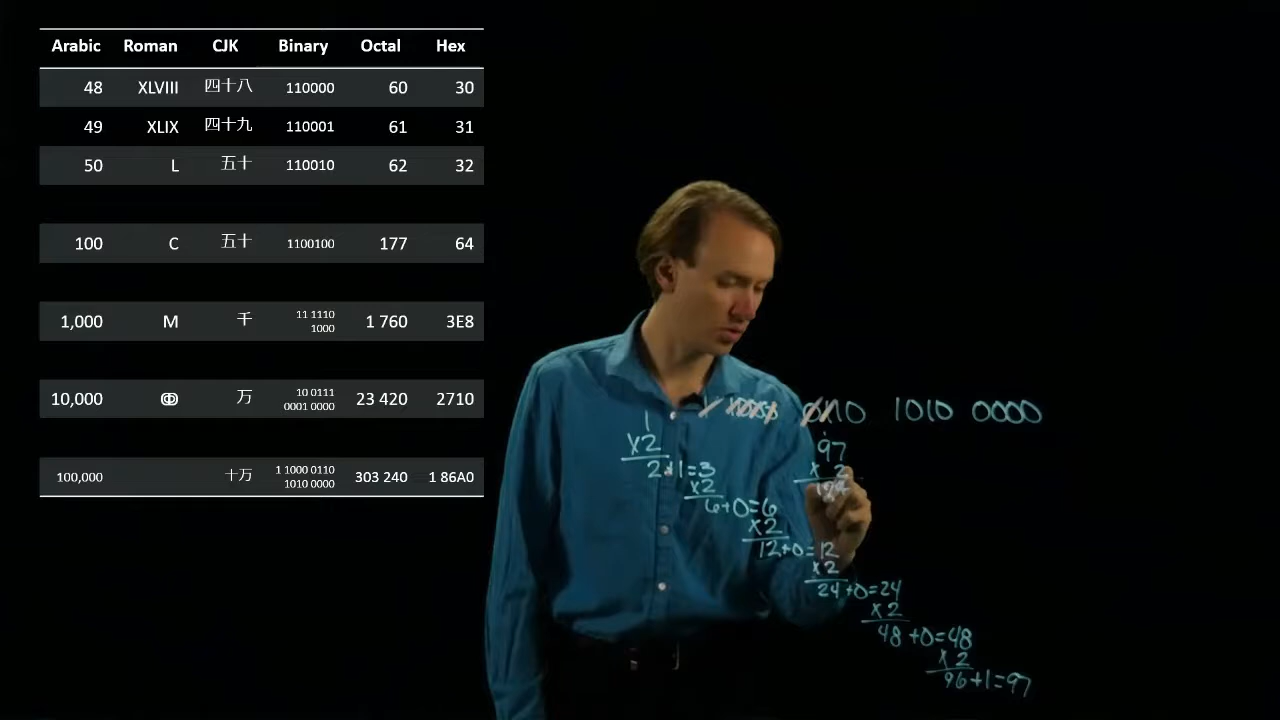 Arabic Roman CJK Binary Octal Hex
48 XLVIII 四十八 110000 60 30
49 XLIX 四十九 110001 61 31
50 L 五十 110010 62 32
100 C 五十 1100100 177 64
1,000 M 千 11 1110 1000 1 760 3E8
10,000 ↂ 万 10 0111 0001 0000 23 420 2710
100,000 十万 1 1000 0110 1010 0000 303 240 1 86A0
0110 1010 0000
1
x2
2+1=3
x2
6+0=6
x2
12+0=12
x2
24+0=24
x2
48+0=48
x2
96+1=97
97
x 2